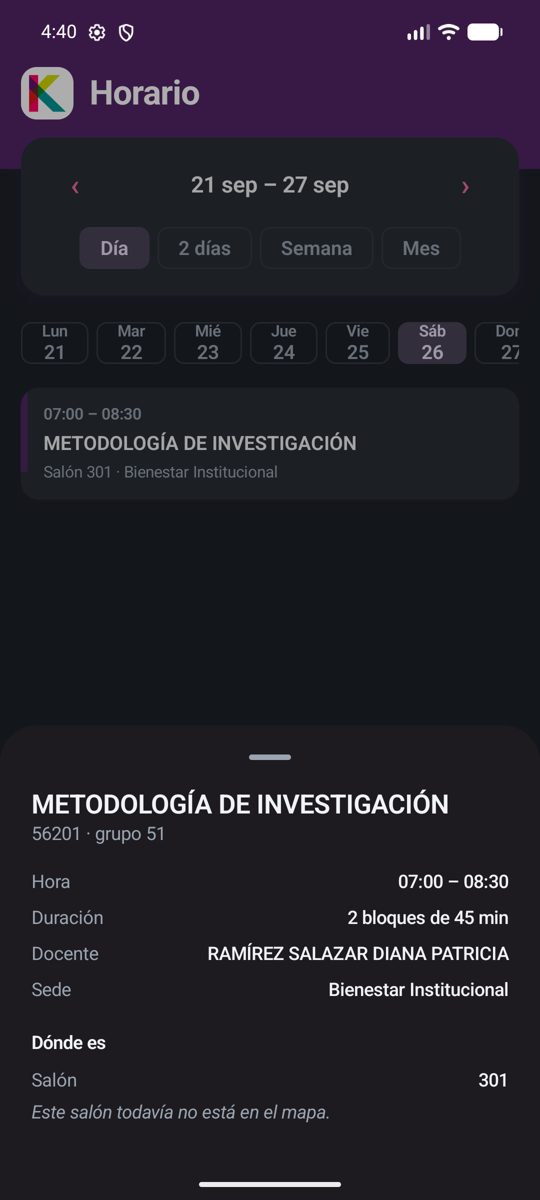 4:40
K Horario
‹ 21 sep – 27 sep ›
Día 2 días Semana Mes
Lun Mar Mié Jue Vie Sáb
21 22 23 24 25 26 27
07:00 – 08:30
METODOLOGÍA DE INVESTIGACIÓN
Salón 301 · Bienestar Institucional
METODOLOGÍA DE INVESTIGACIÓN
56201 · grupo 51
Hora 07:00 – 08:30
Duración 2 bloques de 45 min
Docente RAMÍREZ SALAZAR DIANA PATRICIA
Sede Bienestar Institucional
Dónde es
Salón 301
Este salón todavía no está en el mapa.